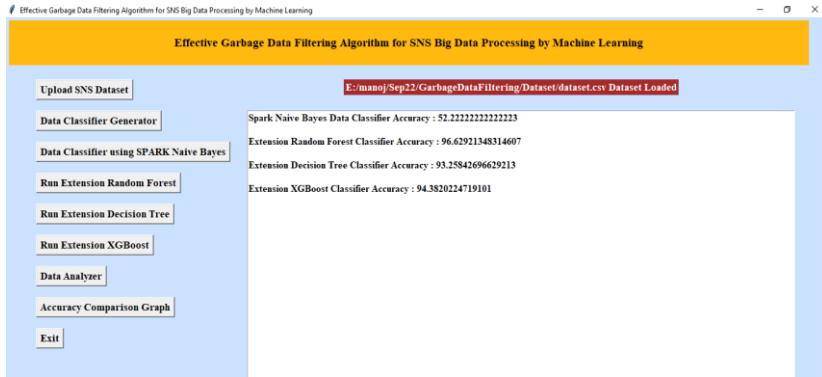 Effective Garbage Data Filtering Algorithm for SNS Big Data Processing by Machine Learning
Effective Garbage Data Filtering Algorithm for SNS Big Data Processing by Machine Learning
Upload SNS Dataset
E:/manoj/Sep22/GarbageDataFiltering/Dataset/dataset.csv Dataset Loaded
Data Classifier Generator
Data Classifier using SPARK Naive Bayes
Run Extension Random Forest
Run Extension Decision Tree
Run Extension XGBoost
Data Analyzer
Accuracy Comparison Graph
Exit
Spark Naive Bayes Data Classifier Accuracy : 52.22222222222223
Extension Random Forest Classifier Accuracy : 96.62921348314607
Extension Decision Tree Classifier Accuracy : 93.25842696629213
Extension XGBoost Classifier Accuracy : 94.3820224719101